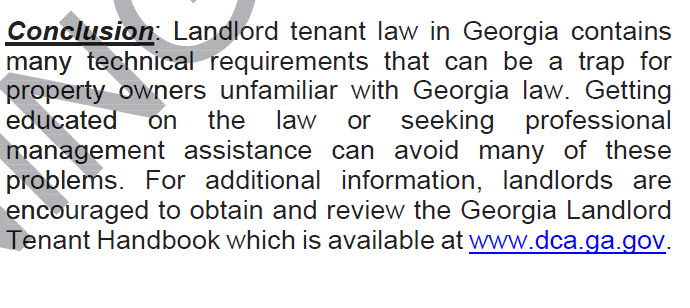 Conclusion: Landlord tenant law in Georgia contains
many technical requirements that can be a trap for
property owners unfamiliar with Georgia law. Getting
educated on the law or seeking professional
management assistance can avoid many of these
problems. For additional information, landlords are
encouraged to obtain and review the Georgia Landlord
Tenant Handbook which is available at www.dca.ga.gov.